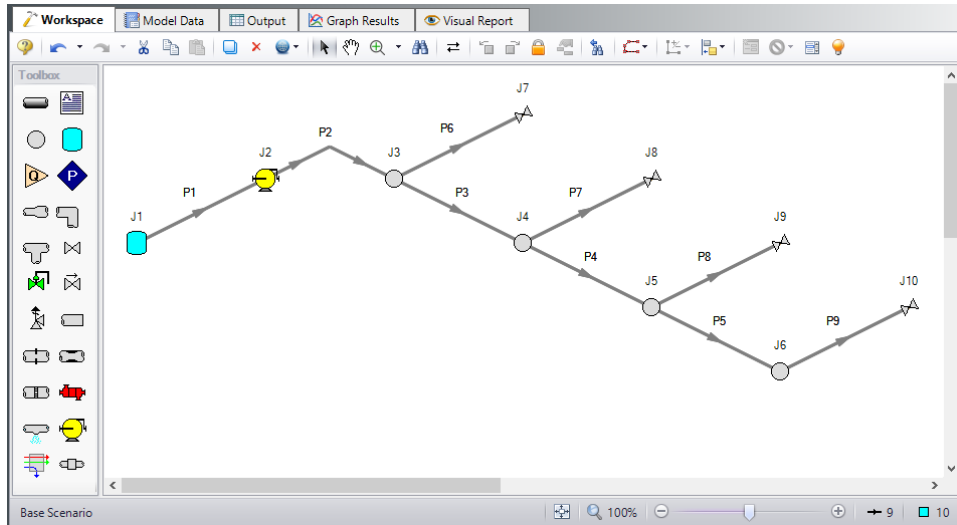 Workspace Model Data Output Graph Results Visual Report
Toolbox
A
Q P
J7
P2 P6
J2 J3 J8
P1 P3 P7
J1 J4 J9
P4 P8
J5 J10
P5 P9
J6
Base Scenario 100% 9 10